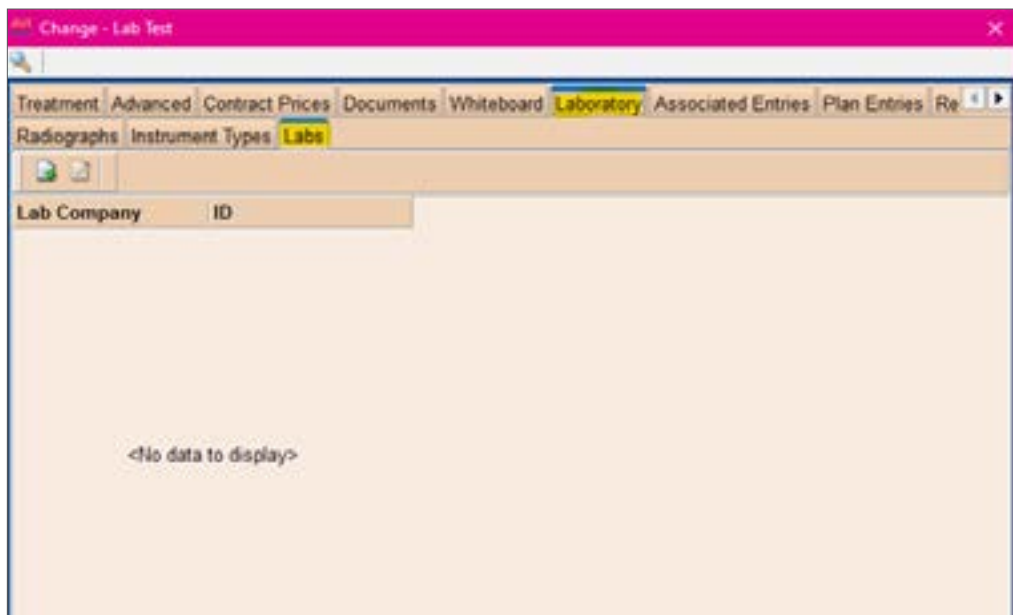 Change - Lab Test
Treatment Advanced Contract Prices Documents Whiteboard Laboratory Associated Entries Plan Entries Re
Radiographs Instrument Types Labs
Lab Company ID
<No data to display>